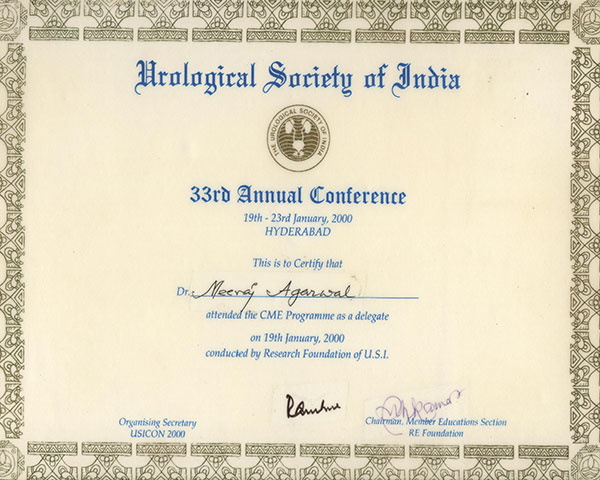 Urological Society of India
THE UROLOGICAL SOCIETY OF INDIA
33rd Annual Conference
19th - 23rd January, 2000
HYDERABAD
This is to Certify that
Dr. Neeraj Agarwal
attended the CME Programme as a delegate
on 19th January, 2000
conducted by Research Foundation of U.S.I.
Organising Secretary
USICON 2000
Chairman, Member Educations Section
RE Foundation